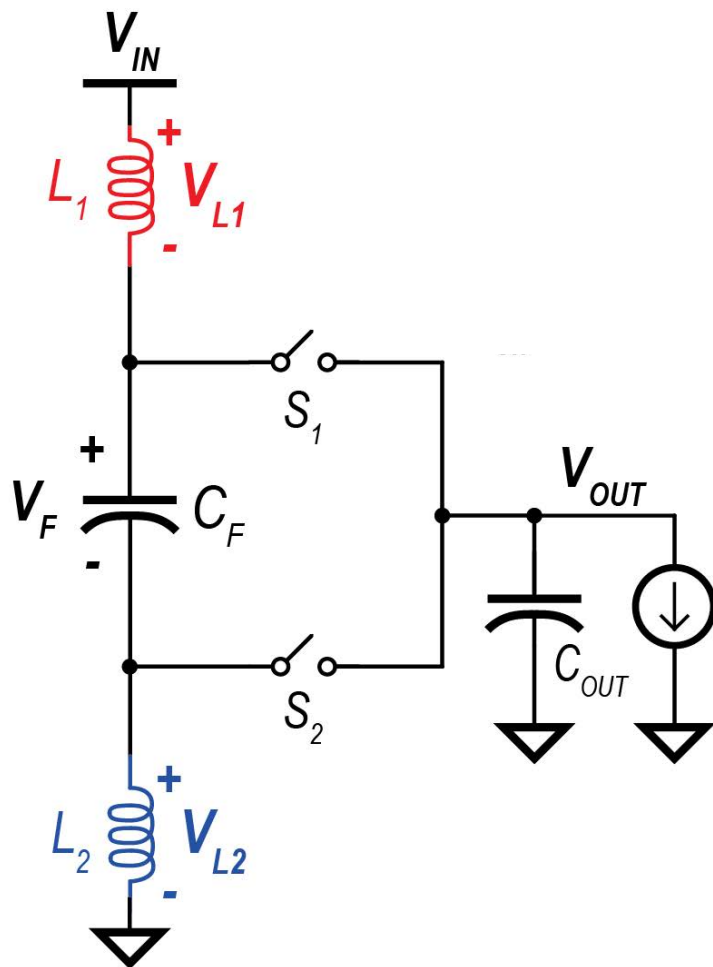 V_IN
+
L_1 V_L1
-
S_1
+
V_F C_F
-
V_OUT
C_OUT
S_2
+
L_2 V_L2
-